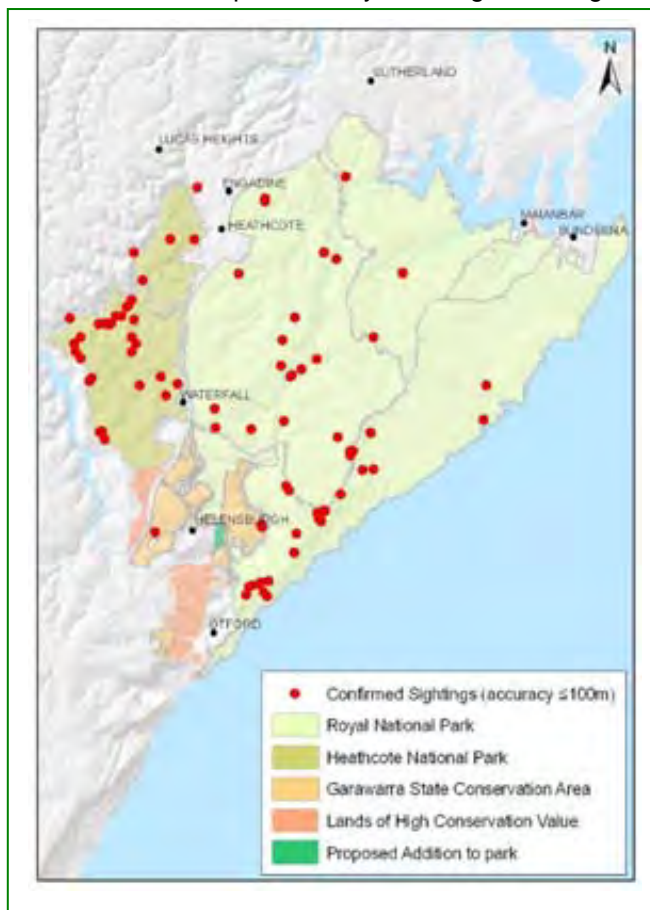 N
SUTHERLAND
LUCAS HEIGHTS
ENGADINE
HEATHCOTE
MAIANBAR
BUNDEENA
WATERFALL
HELENSBURGH
OTFORD
Confirmed Sightings (accuracy ≤100m)
Royal National Park
Heathcote National Park
Garawarra State Conservation Area
Lands of High Conservation Value
Proposed Addition to park